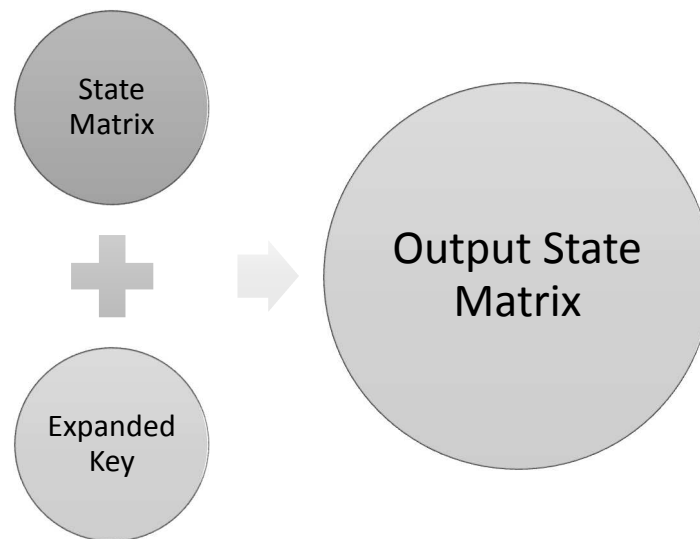 State
Matrix
Expanded
Key
Output State
Matrix